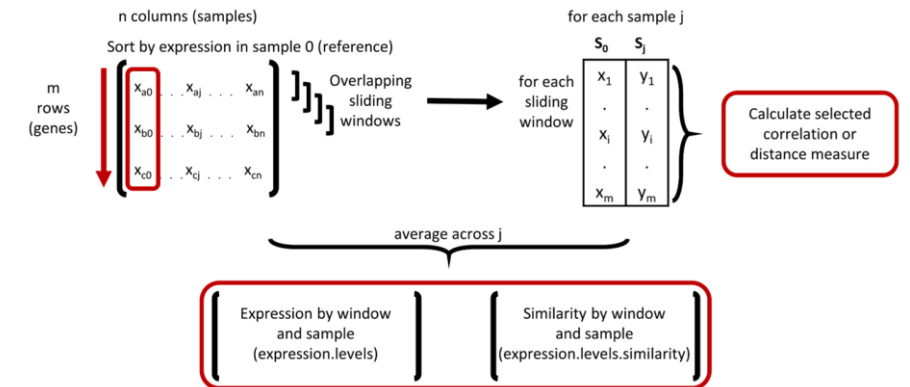 n columns (samples)
for each sample j
Sort by expression in sample 0 (reference)
S0 Sj
m
rows
(genes)
xa0 . . . xaj . . . xan
xb0 . . . xbj . . . xbn
xc0 . . . xcj . . . xcn
Overlapping
sliding
windows
for each
sliding
window
x1 y1
. .
xi yi
. .
xm ym
Calculate selected
correlation or
distance measure
average across j
Expression by window
and sample
(expression.levels)
Similarity by window
and sample
(expression.levels.similarity)